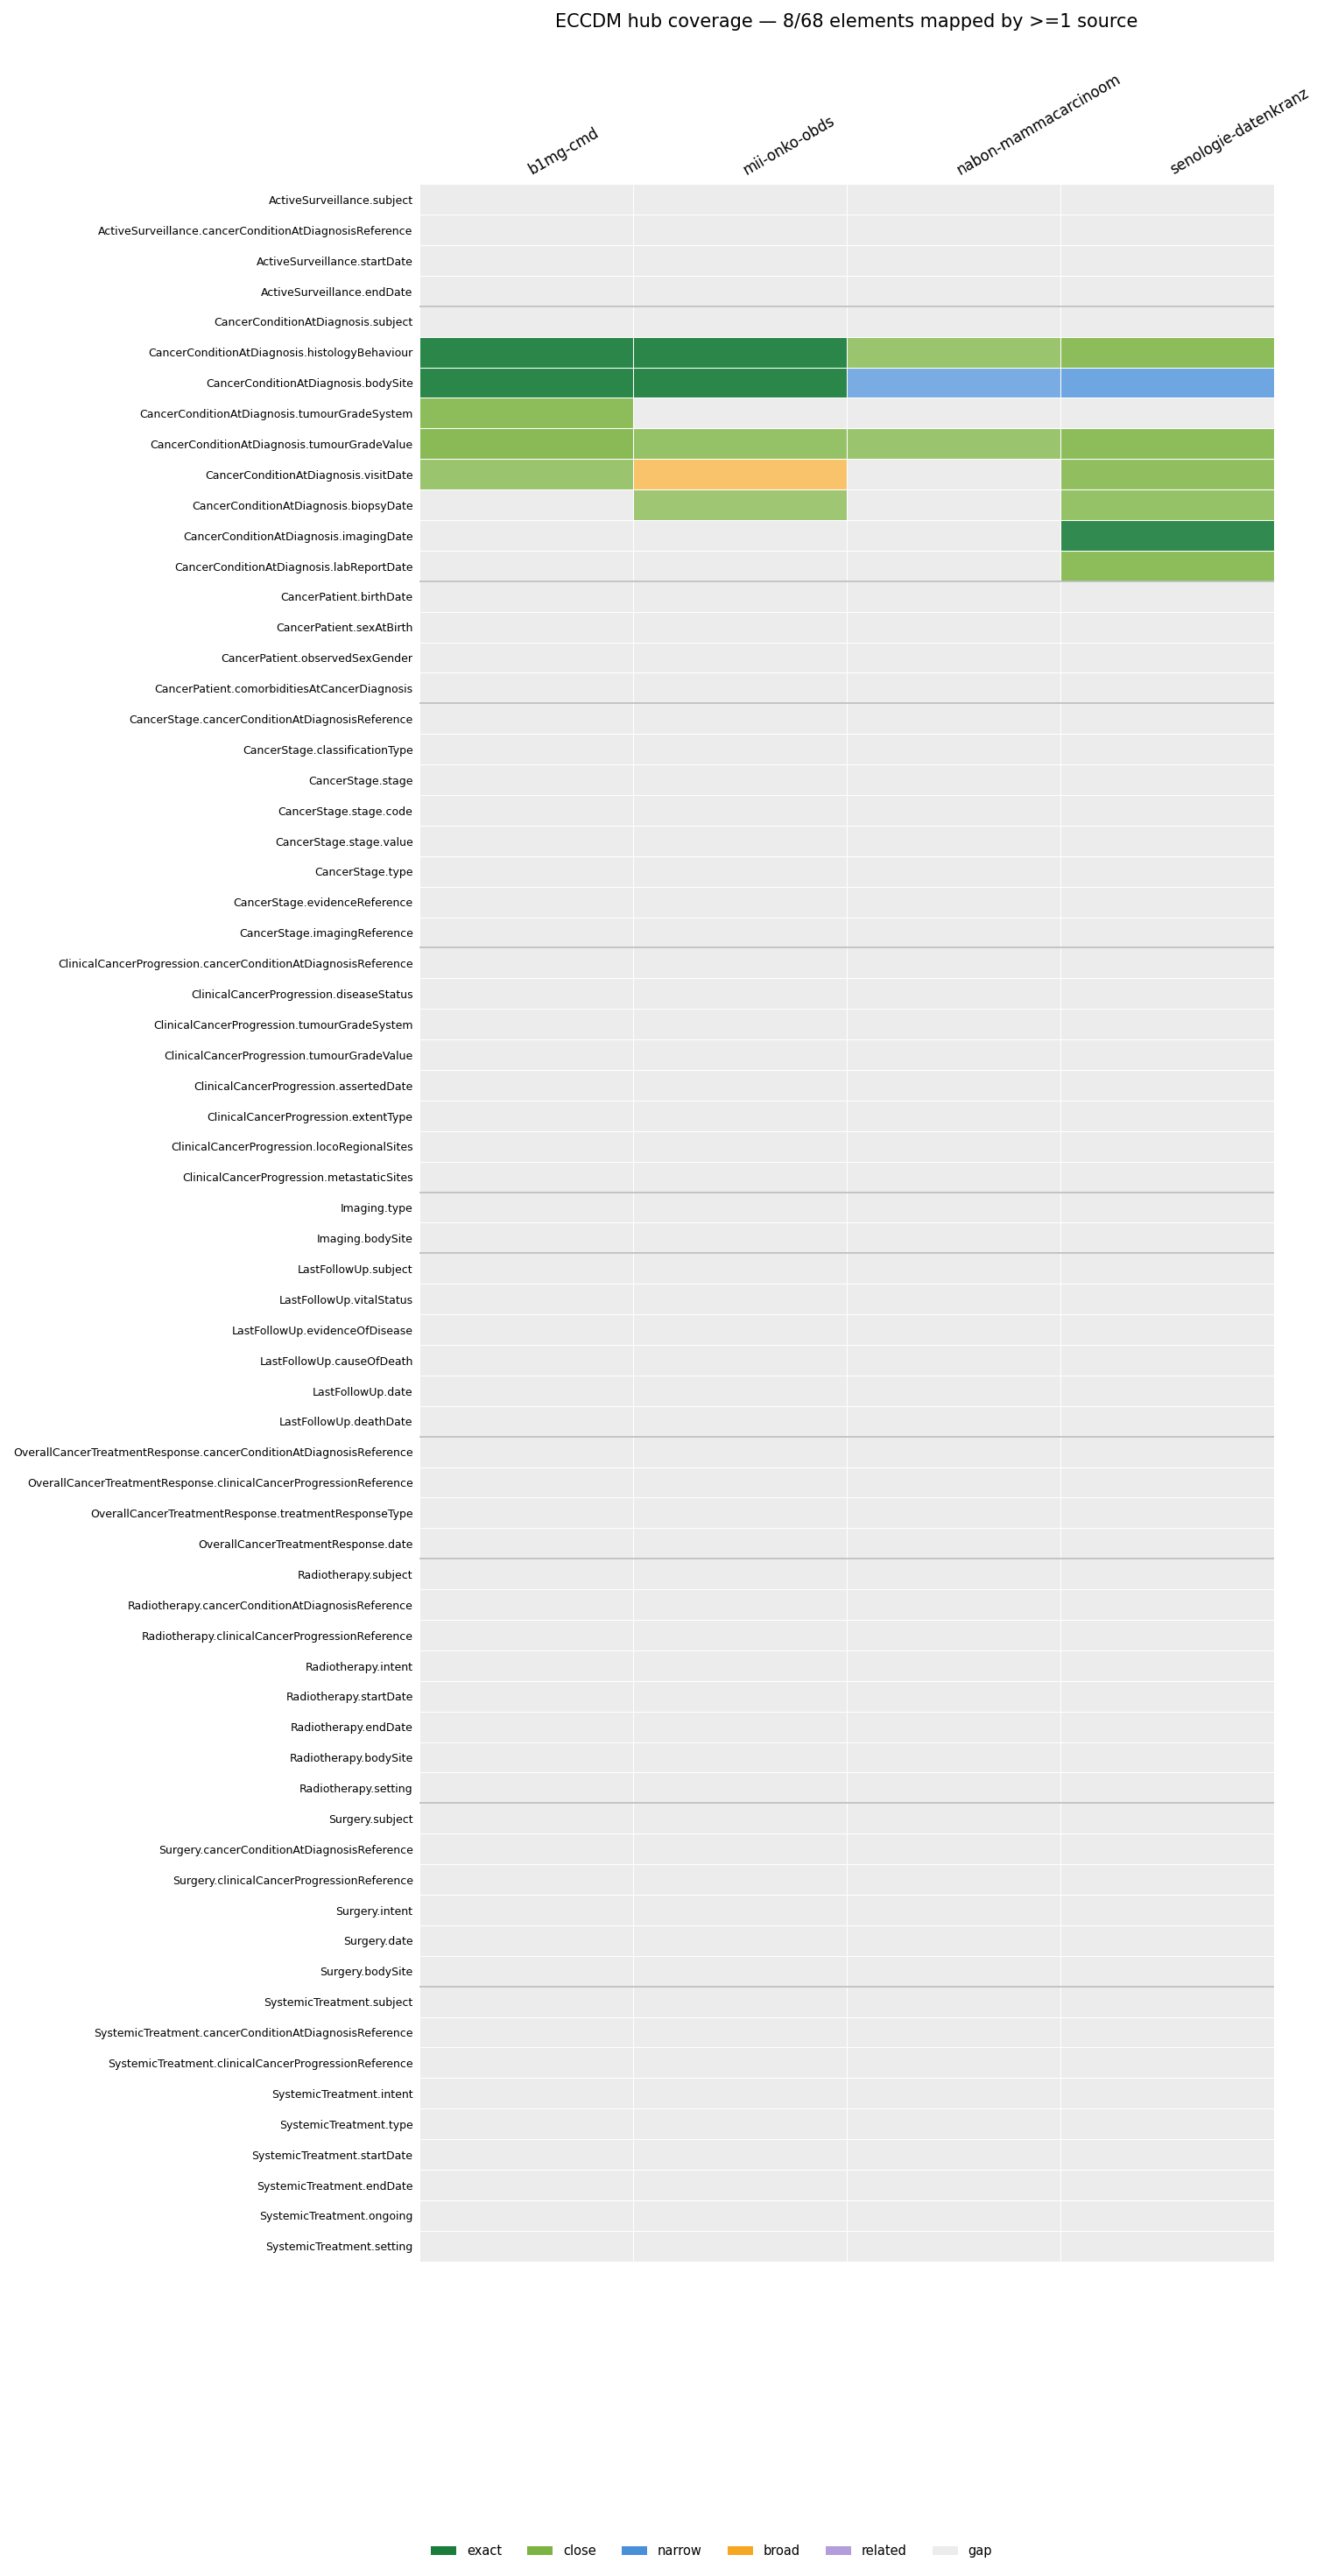 ECCDM hub coverage — 8/68 elements mapped by >=1 source
b1mg-cmd
mii-onko-obds
nabon-mammacarcinoom
senologie-datenkranz
ActiveSurveillance.subject
ActiveSurveillance.cancerConditionAtDiagnosisReference
ActiveSurveillance.startDate
ActiveSurveillance.endDate
CancerConditionAtDiagnosis.subject
CancerConditionAtDiagnosis.histologyBehaviour
CancerConditionAtDiagnosis.bodySite
CancerConditionAtDiagnosis.tumourGradeSystem
CancerConditionAtDiagnosis.tumourGradeValue
CancerConditionAtDiagnosis.visitDate
CancerConditionAtDiagnosis.biopsyDate
CancerConditionAtDiagnosis.imagingDate
CancerConditionAtDiagnosis.labReportDate
CancerPatient.birthDate
CancerPatient.sexAtBirth
CancerPatient.observedSexGender
CancerPatient.comorbiditiesAtCancerDiagnosis
CancerStage.cancerConditionAtDiagnosisReference
CancerStage.classificationType
CancerStage.stage
CancerStage.stage.code
CancerStage.stage.value
CancerStage.type
CancerStage.evidenceReference
CancerStage.imagingReference
ClinicalCancerProgression.cancerConditionAtDiagnosisReference
ClinicalCancerProgression.diseaseStatus
ClinicalCancerProgression.tumourGradeSystem
ClinicalCancerProgression.tumourGradeValue
ClinicalCancerProgression.assertedDate
ClinicalCancerProgression.extentType
ClinicalCancerProgression.locoRegionalSites
ClinicalCancerProgression.metastaticSites
Imaging.type
Imaging.bodySite
LastFollowUp.subject
LastFollowUp.vitalStatus
LastFollowUp.evidenceOfDisease
LastFollowUp.causeOfDeath
LastFollowUp.date
LastFollowUp.deathDate
OverallCancerTreatmentResponse.cancerConditionAtDiagnosisReference
OverallCancerTreatmentResponse.clinicalCancerProgressionReference
OverallCancerTreatmentResponse.treatmentResponseType
OverallCancerTreatmentResponse.date
Radiotherapy.subject
Radiotherapy.cancerConditionAtDiagnosisReference
Radiotherapy.clinicalCancerProgressionReference
Radiotherapy.intent
Radiotherapy.startDate
Radiotherapy.endDate
Radiotherapy.bodySite
Radiotherapy.setting
Surgery.subject
Surgery.cancerConditionAtDiagnosisReference
Surgery.clinicalCancerProgressionReference
Surgery.intent
Surgery.date
Surgery.bodySite
SystemicTreatment.subject
SystemicTreatment.cancerConditionAtDiagnosisReference
SystemicTreatment.clinicalCancerProgressionReference
SystemicTreatment.intent
SystemicTreatment.type
SystemicTreatment.startDate
SystemicTreatment.endDate
SystemicTreatment.ongoing
SystemicTreatment.setting
exact close narrow broad related gap